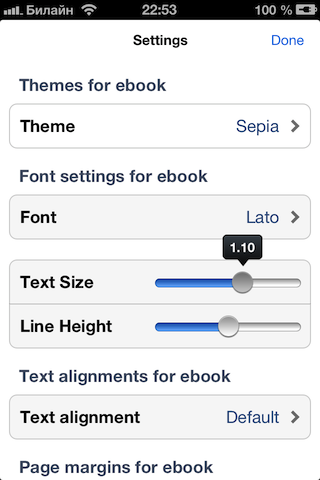 Билайн 22:53 100 %
Settings Done
Themes for ebook
Theme Sepia
Font settings for ebook
Font Lato
1.10
Text Size
Line Height
Text alignments for ebook
Text alignment Default
Page margins for ebook